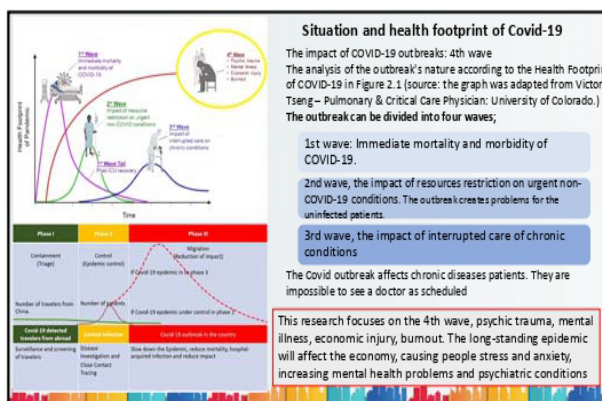 Situation and health footprint of Covid-19
The impact of COVID-19 outbreaks: 4th wave
The analysis of the outbreak's nature according to the Health Footprin
of COVID-19 in Figure 2.1 (source: the graph was adapted from Victor
Tseng – Pulmonary & Critical Care Physician: University of Colorado.)
The outbreak can be divided into four waves;
1st wave: Immediate mortality and morbidity of
COVID-19.
2nd wave, the impact of resources restriction on urgent non-
COVID-19 conditions. The outbreak creates problems for the
uninfected patients.
3rd wave, the impact of interrupted care of chronic
conditions
The Covid outbreak affects chronic diseases patients. They are
impossible to see a doctor as scheduled
This research focuses on the 4th wave, psychic trauma, mental
illness, economic injury, burnout. The long-standing epidemic
will affect the economy, causing people stress and anxiety,
increasing mental health problems and psychiatric conditions
Health Footprint
of Pandemic
1st Wave
Immediate mortality
and morbidity of
COVID-19
2nd Wave
Impact of resource
restriction on urgent
non-COVID conditions
3rd Wave
Impact of
interrupted care on
chronic conditions
4th Wave
• Psychic trauma
• Mental illness
• Economic injury
• Burnout
1st Wave Tail
Post-ICU recovery
Time
Phase I
Phase II
Phase III
Containment
(Triage)
Control
(Epidemic control)
Mitigation
(Reduction of impact)
If Covid-19 epidemic in to phase 3
Number of travelers from
China.
Number of patients
If Covid-19 epidemic under control in phase 2
Covid-19 detected
travelers from abroad
Limited Infection
Covid-19 outbreak in the country
Surveillance and screening
of travelers
Disease
Investigation and
Close Contact
Tracing
Slow down the Epidemic, reduce mortality, hospital-
acquired infection and reduce impact